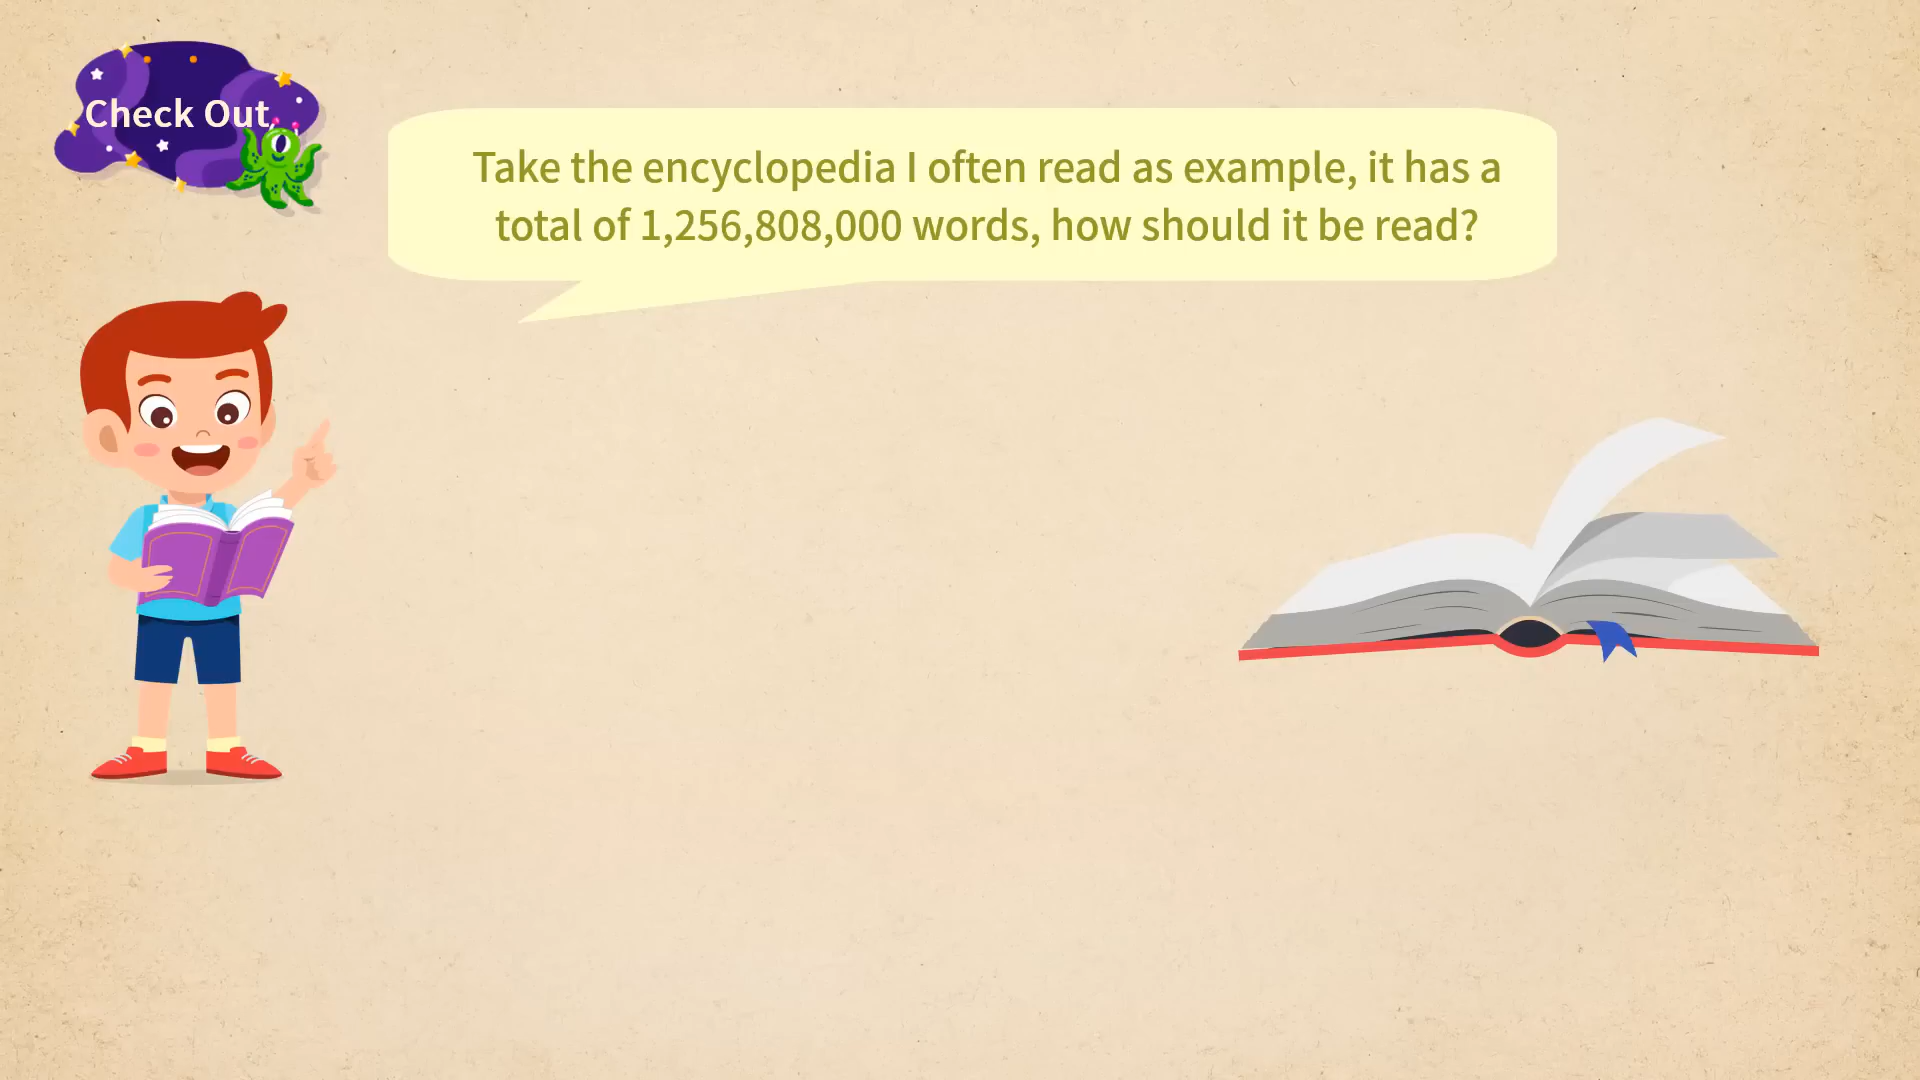 Check Out
Take the encyclopedia I often read as example, it has a
total of 1,256,808,000 words, how should it be read?